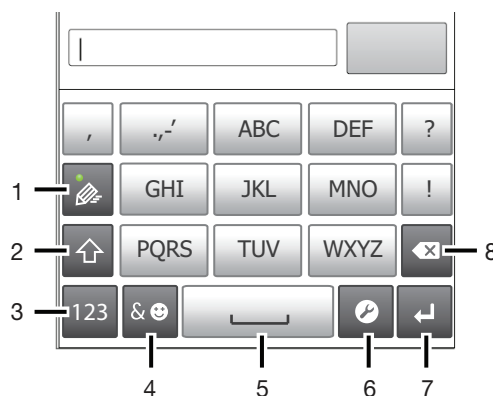 , .,-’ ABC DEF ?
1 GHI JKL MNO !
2 PQRS TUV WXYZ 8
3 123 &
4 5 6 7